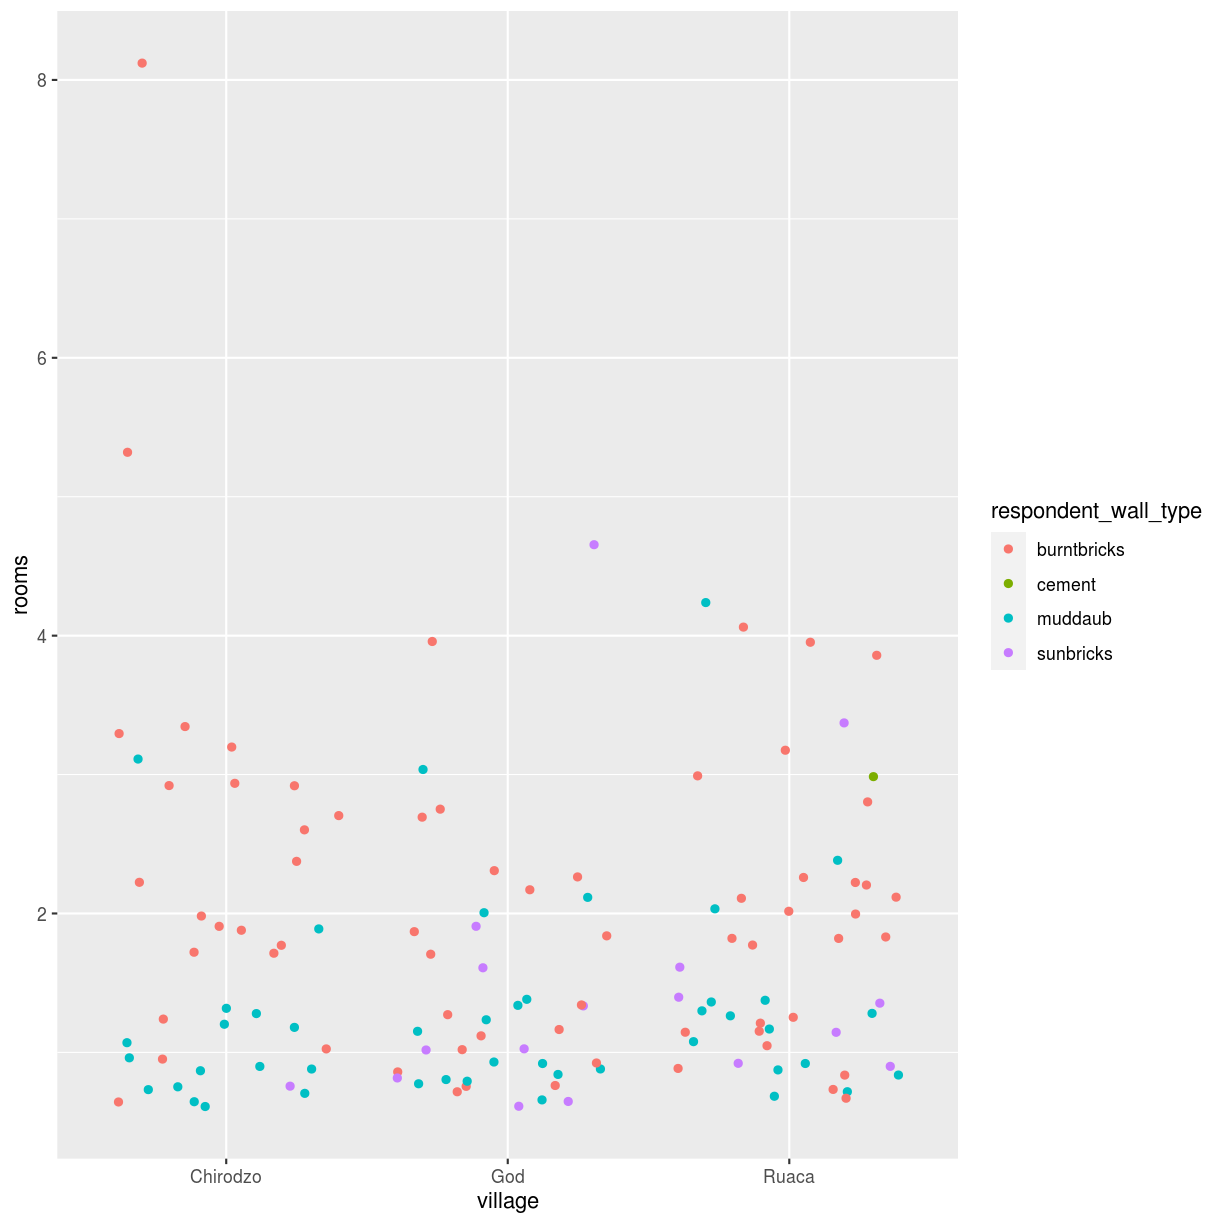 8
6
4
2
rooms
Chirodzo God Ruaca
village
respondent_wall_type
burntbricks
cement
muddaub
sunbricks